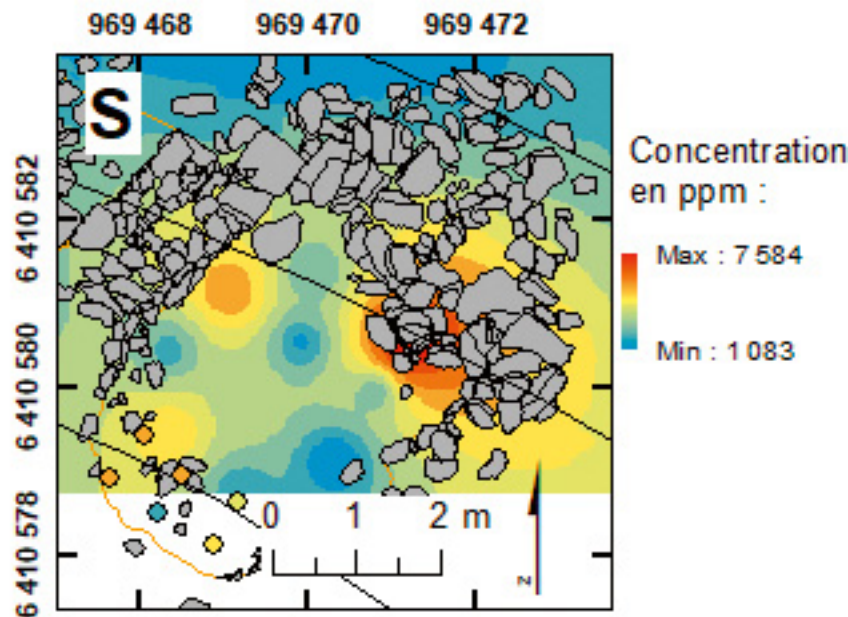 969 468 969 470 969 472
S
6 410 582
6 410 580
6 410 578
Concentration
en ppm :
Max : 7 584
Min : 1 083
0 1 2 m
N